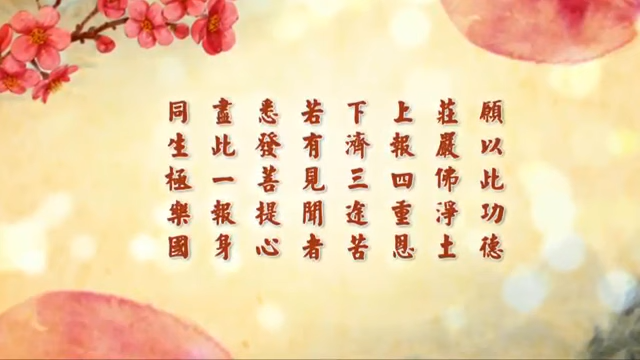 願以此功德
莊嚴佛淨土
上報四重恩
下濟三途苦
若有見聞者
悉發菩提心
盡此一報身
同生極樂國